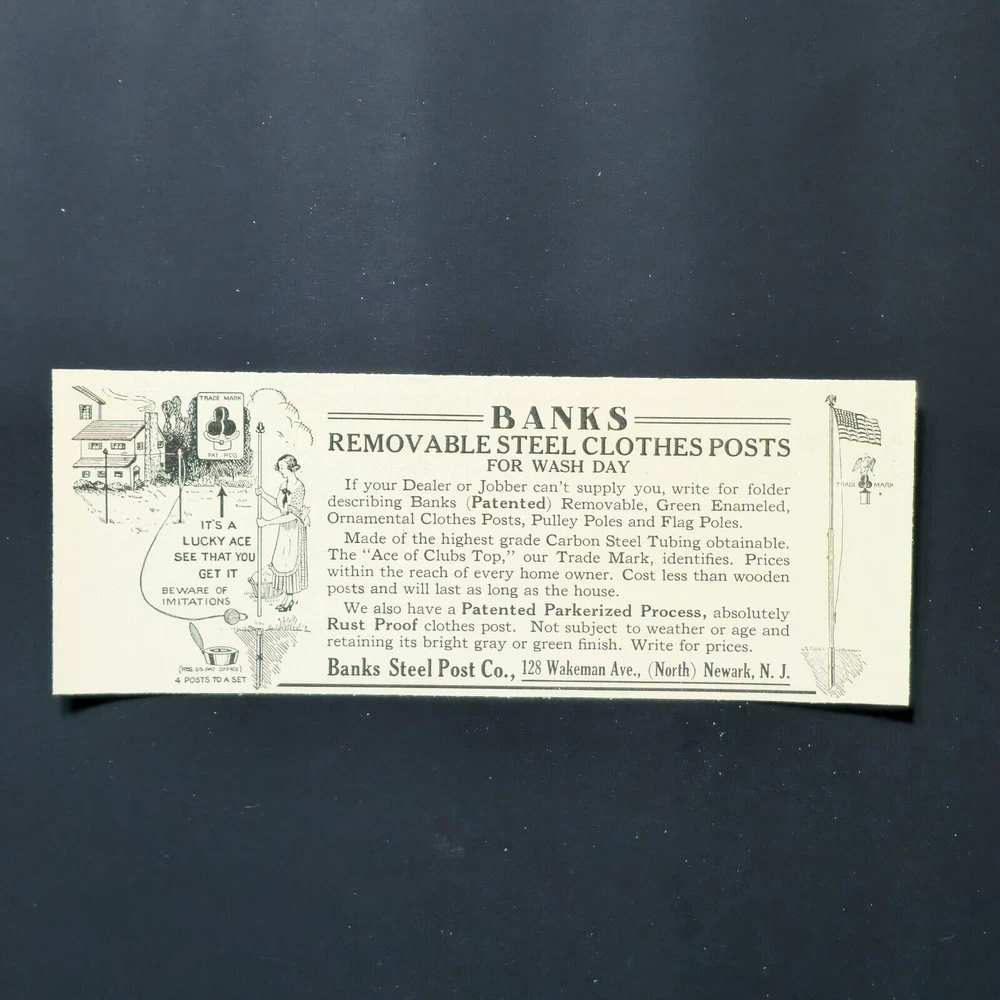 TRADE MARK
PAT. REG
IT'S A
LUCKY ACE
SEE THAT YOU
GET IT
BEWARE OF
IMITATIONS
4 POSTS TO A SET
BANKS
REMOVABLE STEEL CLOTHES POSTS
FOR WASH DAY
If your Dealer or Jobber can't supply you, write for folder
describing Banks (Patented) Removable, Green Enameled,
Ornamental Clothes Posts, Pulley Poles and Flag Poles.
Made of the highest grade Carbon Steel Tubing obtainable.
The "Ace of Clubs Top," our Trade Mark, identifies. Prices
within the reach of every home owner. Cost less than wooden
posts and will last as long as the house.
We also have a Patented Parkerized Process, absolutely
Rust Proof clothes post. Not subject to weather or age and
retaining its bright gray or green finish. Write for prices.
Banks Steel Post Co., 128 Wakeman Ave., (North) Newark, N. J.
TRADE MARK